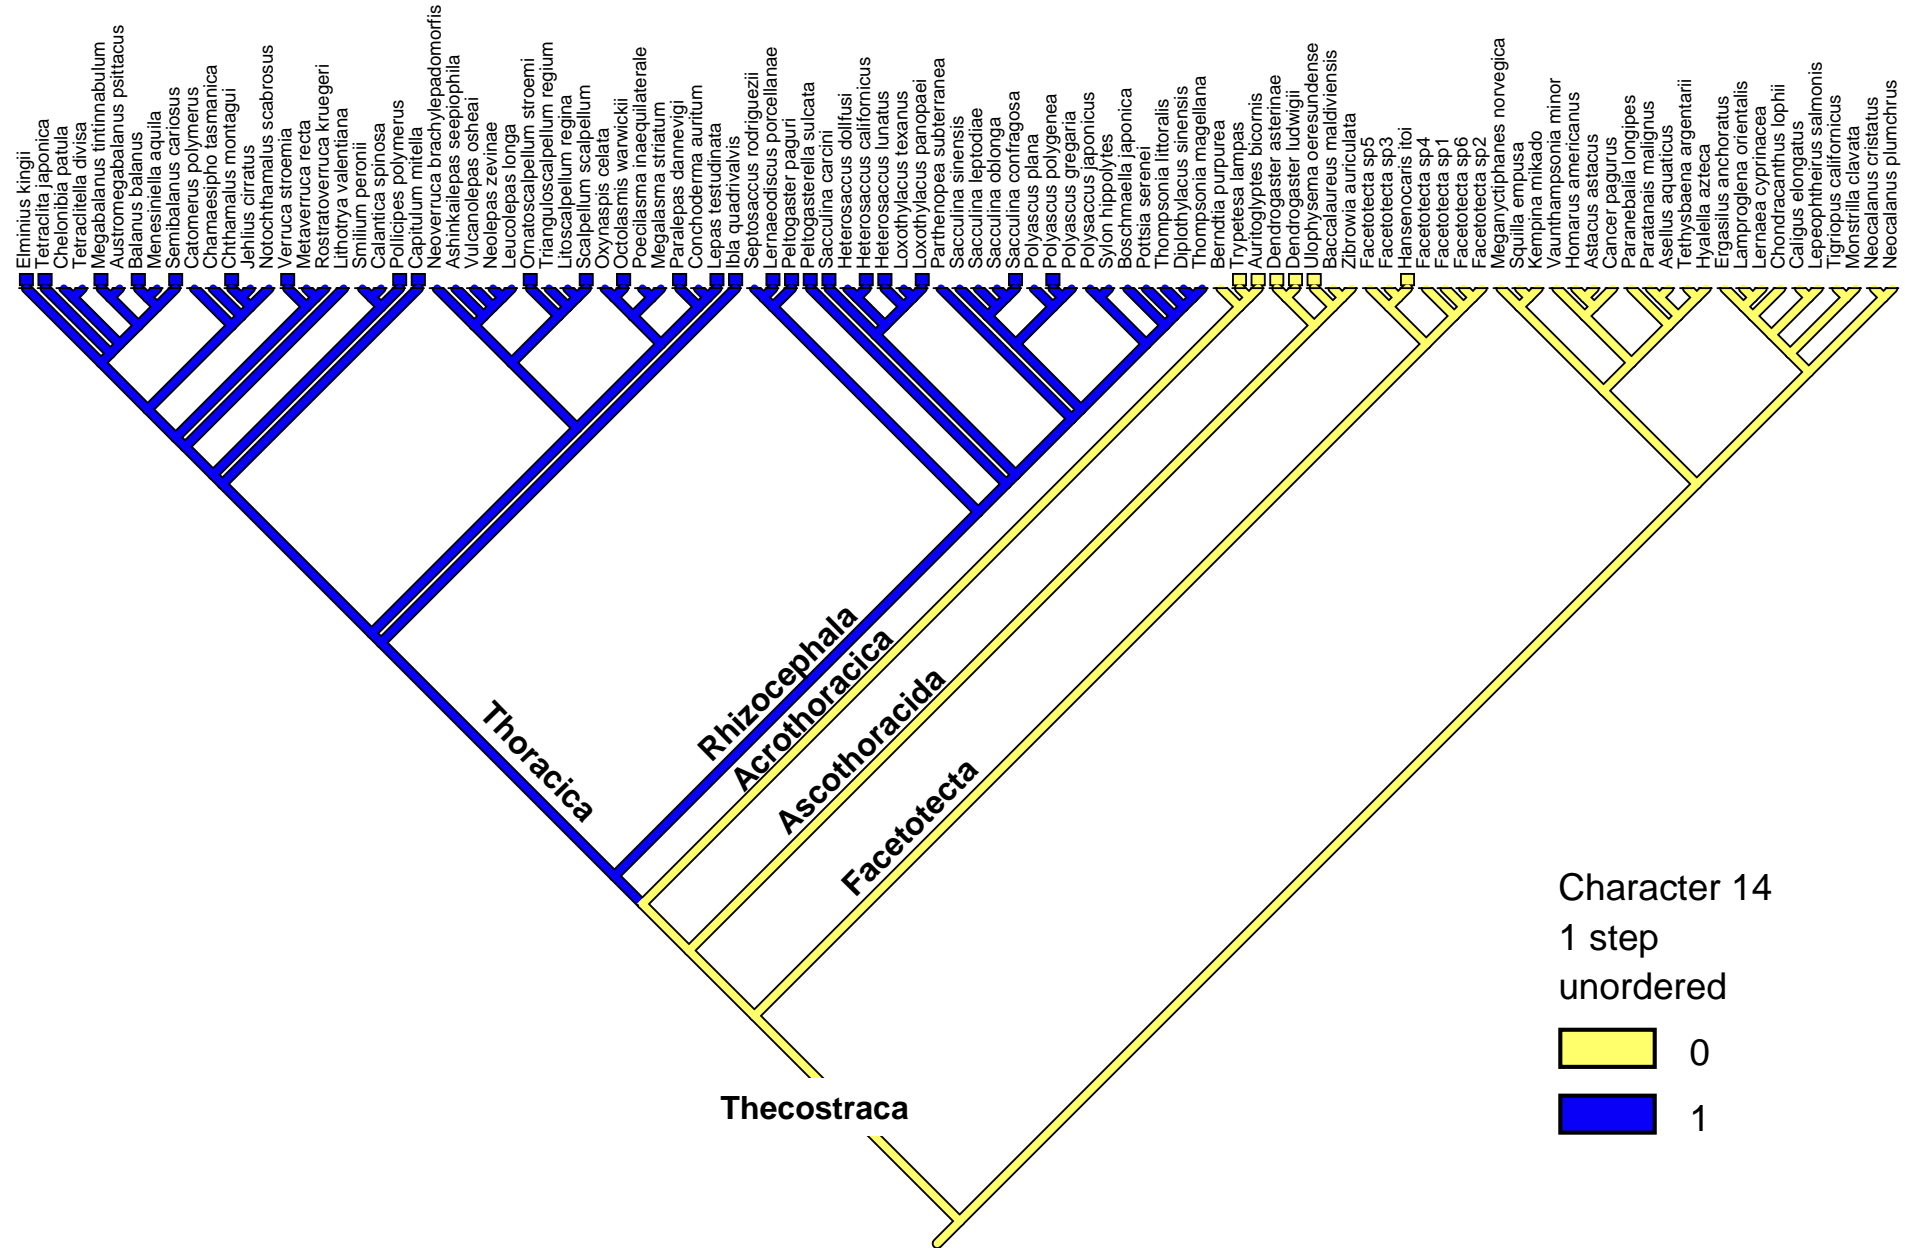 Elminius kingii
Tetraclita japonica
Chelonibia patula
Tetraclitella divisa
Megabalanus tintinnabulum
Austromegabalanus psittacus
Balanus balanus
Menesiniella aquila
Semibalanus cariosus
Catomerus polymerus
Chamaesipho tasmanica
Chthamalus montagui
Jehlius cirratus
Notochthamalus scabrosus
Verruca stroemia
Metaverruca recta
Rostratoverruca kruegeri
Lithotrya valentiana
Smilium peronii
Calantica spinosa
Pollicipes polymerus
Capitulum mitella
Neoverruca brachylepadomorfis
Ashinkailepas seepiophila
Vulcanolepas osheai
Neolepas zevinae
Leucolepas longa
Ornatoscalpellum stroemi
Trianguloscalpellum regium
Litoscalpellum regina
Scalpellum scalpellum
Oxynaspis celata
Octolasmis warwickii
Poecilasma inaequilaterale
Megalasma striatum
Paralepas dannevigi
Conchoderma auritum
Lepas testudinata
Ibla quadrivalvis
Septosaccus rodriguezii
Lernaeodiscus porcellanae
Peltogaster paguri
Peltogasterella sulcata
Sacculina carcini
Heterosaccus dollfusi
Heterosaccus californicus
Heterosaccus lunatus
Loxothylacus texanus
Loxothylacus panopaei
Parthenopea subterranea
Sacculina sinensis
Sacculina leptodiae
Sacculina oblonga
Sacculina confragosa
Polyascus plana
Polyascus polygenea
Polyascus gregaria
Polysaccus japonicus
Sylon hippolytes
Boschmaella japonica
Pottsia serenei
Thompsonia littoralis
Diplothylacus sinensis
Thompsonia magellana
Berndtia purpurea
Trypetesa lampas
Auritoglyptes bicornis
Dendrogaster asterinae
Dendrogaster ludwigii
Ulophysema oeresundense
Baccalaureus maldiviensis
Zibrowia auriculata
Facetotecta sp5
Facetotecta sp3
Hansenocaris itoi
Facetotecta sp4
Facetotecta sp1
Facetotecta sp6
Facetotecta sp2
Meganyctiphanes norvegica
Squilla empusa
Kempina mikado
Vaunthampsonia minor
Homarus americanus
Astacus astacus
Cancer pagurus
Paranebalia longipes
Paratanais malignus
Asellus aquaticus
Tethysbaena argentarii
Hyalella azteca
Ergasilus anchoratus
Lamproglena orientalis
Lernaea cyprinacea
Chondracanthus lophii
Caligus elongatus
Lepeophtheirus salmonis
Tigriopus californicus
Monstrilla clavata
Neocalanus cristatus
Neocalanus plumchrus
Thoracica
Rhizocephala
Acrothoracica
Ascothoracida
Facetotecta
Thecostraca
Character 14
1 step
unordered
0
1